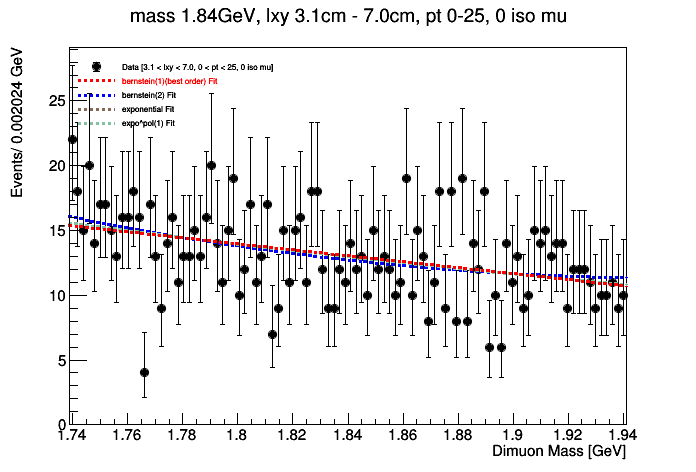 mass 1.84GeV, lxy 3.1cm - 7.0cm, pt 0-25, 0 iso mu
Events/ 0.002024 GeV
Data [3.1 < lxy < 7.0, 0 < pt < 25, 0 iso mu]
bernstein(1)(best order) Fit
bernstein(2) Fit
exponential Fit
expo*pol(1) Fit
25
20
15
10
5
0
1.74 1.76 1.78 1.8 1.82 1.84 1.86 1.88 1.9 1.92 1.94
Dimuon Mass [GeV]